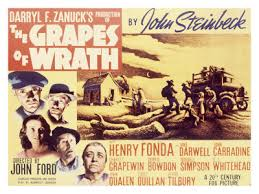 DARRYL F. ZANUCK'S PRODUCTION OF
THE GRAPES OF WRATH
BY John Steinbeck
HENRY FONDA
DARWELL CARRADINE
GRAPEWIN BOWDON SIMPSON WHITEHEAD
QUALEN QUILLAN TILBURY
A 20th CENTURY
FOX PICTURE
DIRECTED BY JOHN FORD